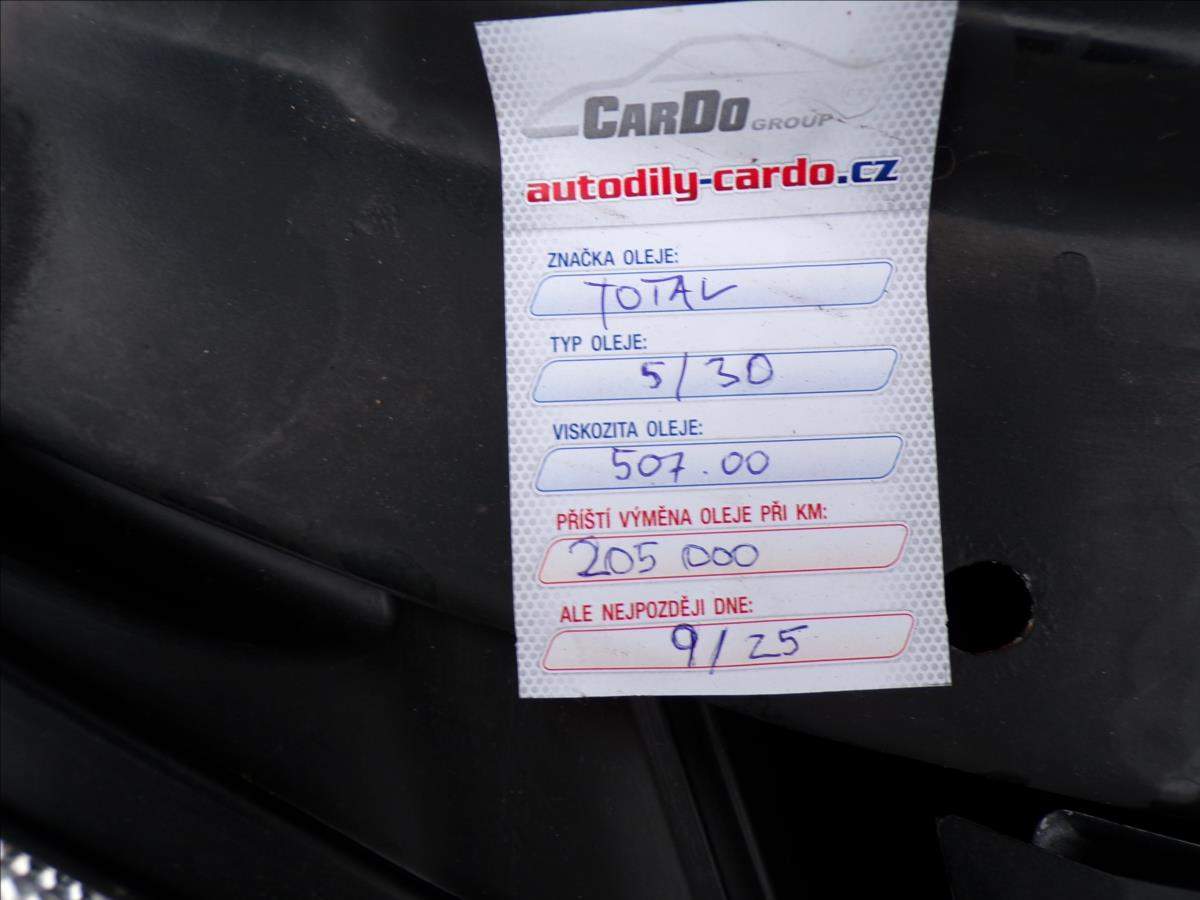 CARDO GROUP
autodily-cardo.cz
ZNAČKA OLEJE:
TOTAL
TYP OLEJE:
5/30
VISKOZITA OLEJE:
507.00
PŘÍŠTÍ VÝMĚNA OLEJE PŘI KM:
205 000
ALE NEJPOZDĚJI DNE:
9/25